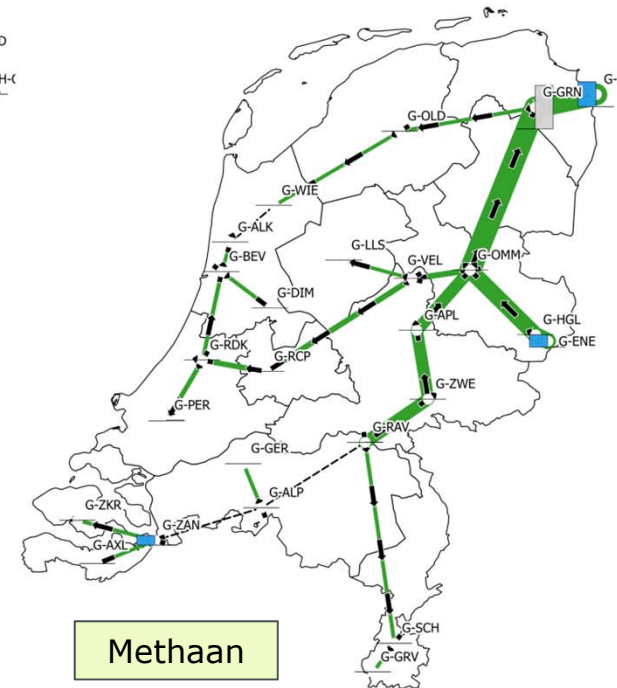 D
H-(
G-GRN
G-
G-OLD
G-WIE
G-ALK
G-BEV
G-LLS
G-VEL
G-OMM
G-DIM
G-APL
G-HGL
G-ENE
G-RDK
G-RCP
G-ZWE
G-PER
G-RAV
G-GER
G-ALP
G-ZKR
G-ZAN
G-AXL
G-SCH
G-GRV
Methaan